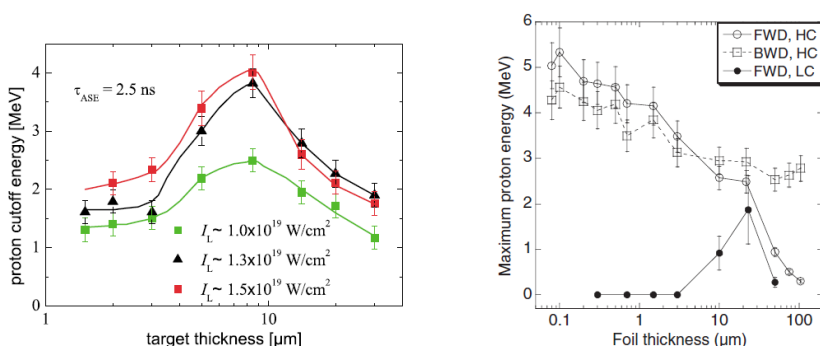 proton cutoff energy [MeV]
4
3
2
1
0
τASE = 2.5 ns
IL~ 1.0x10^19 W/cm^2
IL~ 1.3x10^19 W/cm^2
IL~ 1.5x10^19 W/cm^2
1
10
target thickness [µm]
Maximum proton energy (MeV)
6
5
4
3
2
1
0
FWD, HC
BWD, HC
FWD, LC
0.1
1
10
100
Foil thickness (µm)